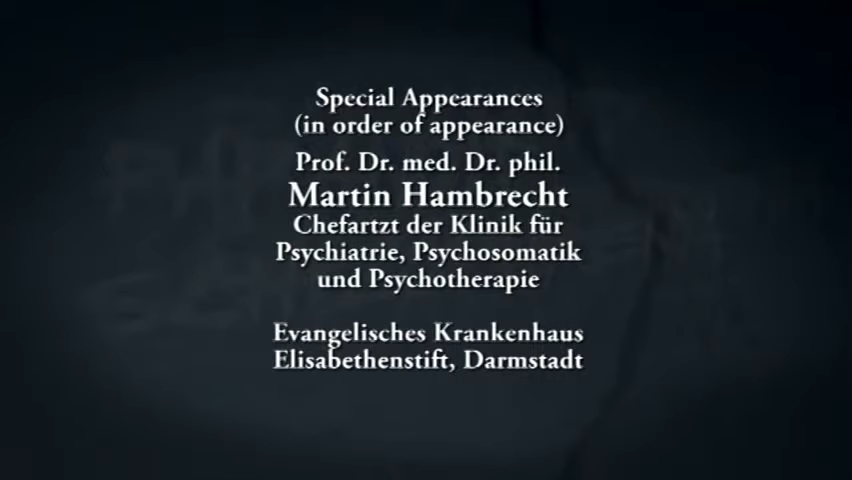 Special Appearances
(in order of appearance)
Prof. Dr. med. Dr. phil.
Martin Hambrecht
Chefartzt der Klinik für
Psychiatrie, Psychosomatik
und Psychotherapie
Evangelisches Krankenhaus
Elisabethenstift, Darmstadt